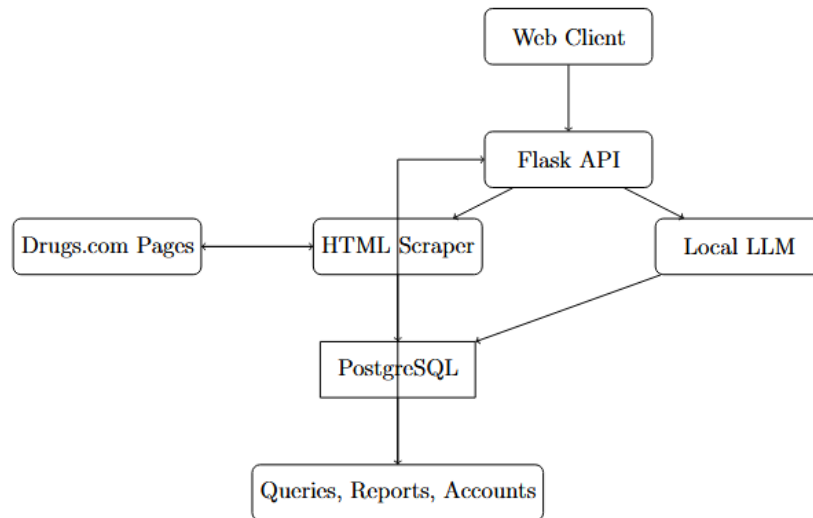 Web Client
Flask API
Drugs.com Pages
HTML Scraper
Local LLM
PostgreSQL
Queries, Reports, Accounts